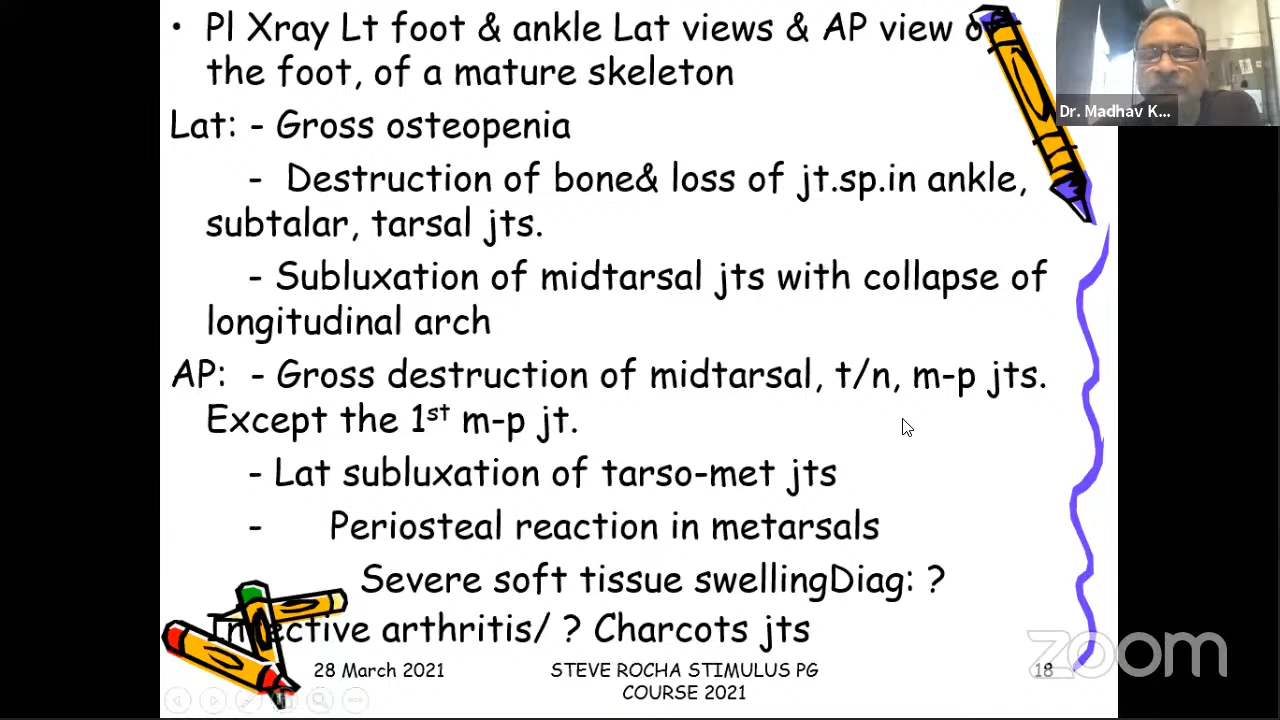 • Pl Xray Lt foot & ankle Lat views & AP view of
the foot, of a mature skeleton
Dr. Madhav K...
Lat: - Gross osteopenia
- Destruction of bone& loss of jt.sp.in ankle,
subtalar, tarsal jts.
- Subluxation of midtarsal jts with collapse of
longitudinal arch
AP: - Gross destruction of midtarsal, t/n, m-p jts.
Except the 1st m-p jt.
- Lat subluxation of tarso-met jts
- Periosteal reaction in metarsals
Severe soft tissue swellingDiag: ?
Infective arthritis/ ? Charcots jts
28 March 2021
STEVE ROCHA STIMULUS PG
COURSE 2021
18
zoom